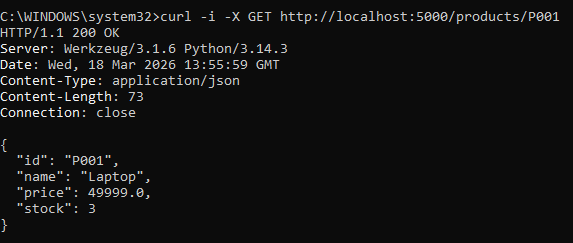 C:\WINDOWS\system32>curl -i -X GET http://localhost:5000/products/P001
HTTP/1.1 200 OK
Server: Werkzeug/3.1.6 Python/3.14.3
Date: Wed, 18 Mar 2026 13:55:59 GMT
Content-Type: application/json
Content-Length: 73
Connection: close

{
  "id": "P001",
  "name": "Laptop",
  "price": 49999.0,
  "stock": 3
}